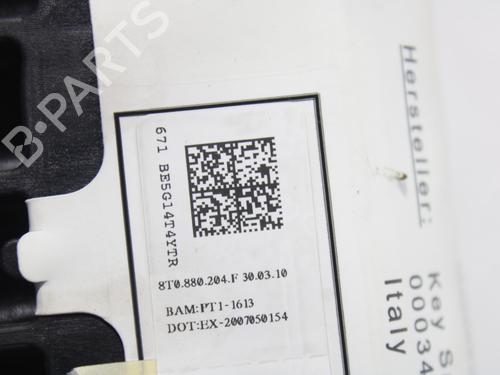 B-PARTS
671 BE5G14T4YTR
8T0.880.204.F 30.03.10
BAM:PT1-1613
DOT:EX-2007050154
Hersteller:
Key S
00034
Italy